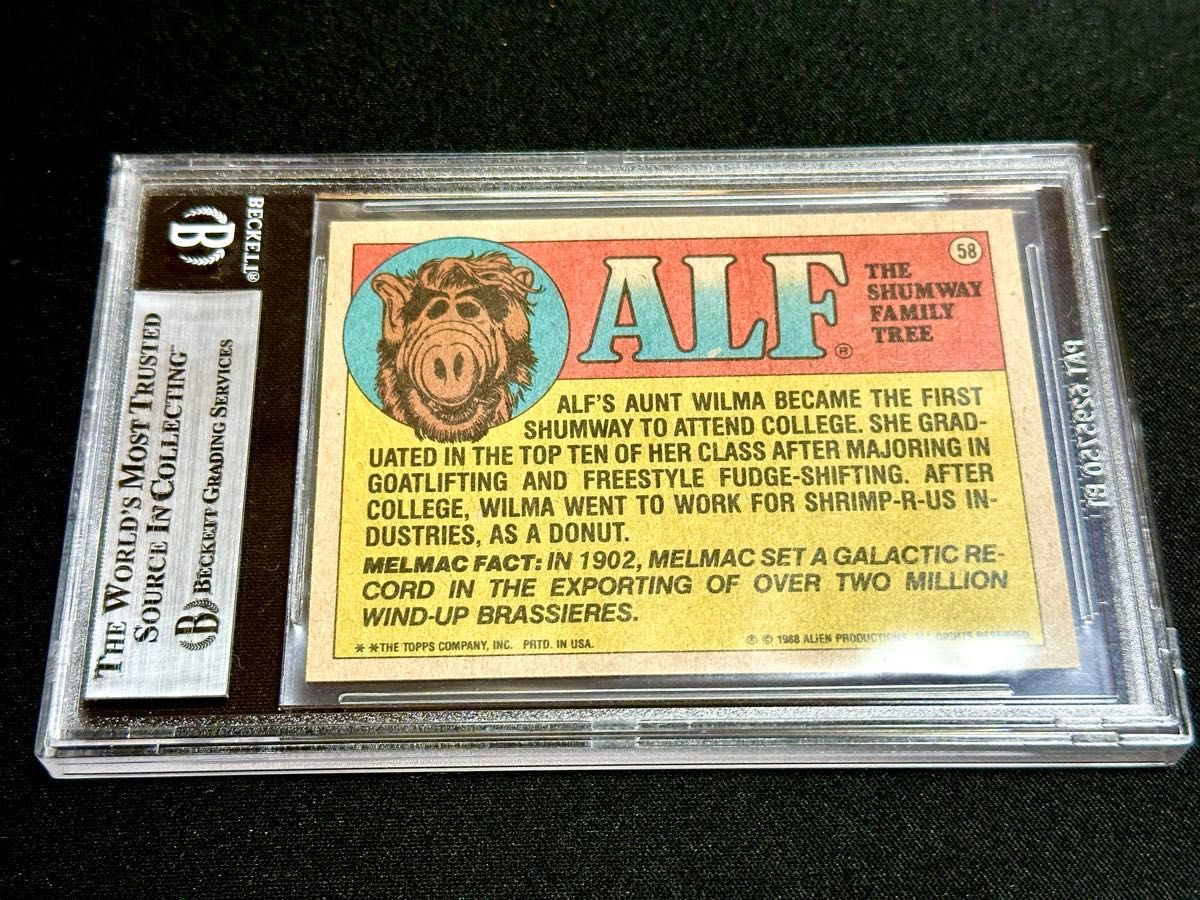 BECKETT®
THE WORLD'S MOST TRUSTED
SOURCE IN COLLECTING™
BECKETT GRADING SERVICES
ALF®
58
THE
SHUMWAY
FAMILY
TREE
ALF'S AUNT WILMA BECAME THE FIRST
SHUMWAY TO ATTEND COLLEGE. SHE GRAD-
UATED IN THE TOP TEN OF HER CLASS AFTER MAJORING IN
GOATLIFTING AND FREESTYLE FUDGE-SHIFTING. AFTER
COLLEGE, WILMA WENT TO WORK FOR SHRIMP-R-US IN-
DUSTRIES, AS A DONUT.
MELMAC FACT: IN 1902, MELMAC SET A GALACTIC RE-
CORD IN THE EXPORTING OF OVER TWO MILLION
WIND-UP BRASSIERES.
* *THE TOPPS COMPANY, INC. PRTD. IN USA.
® © 1988 ALIEN PRODUCTIONS. ALL RIGHTS RESERVED.